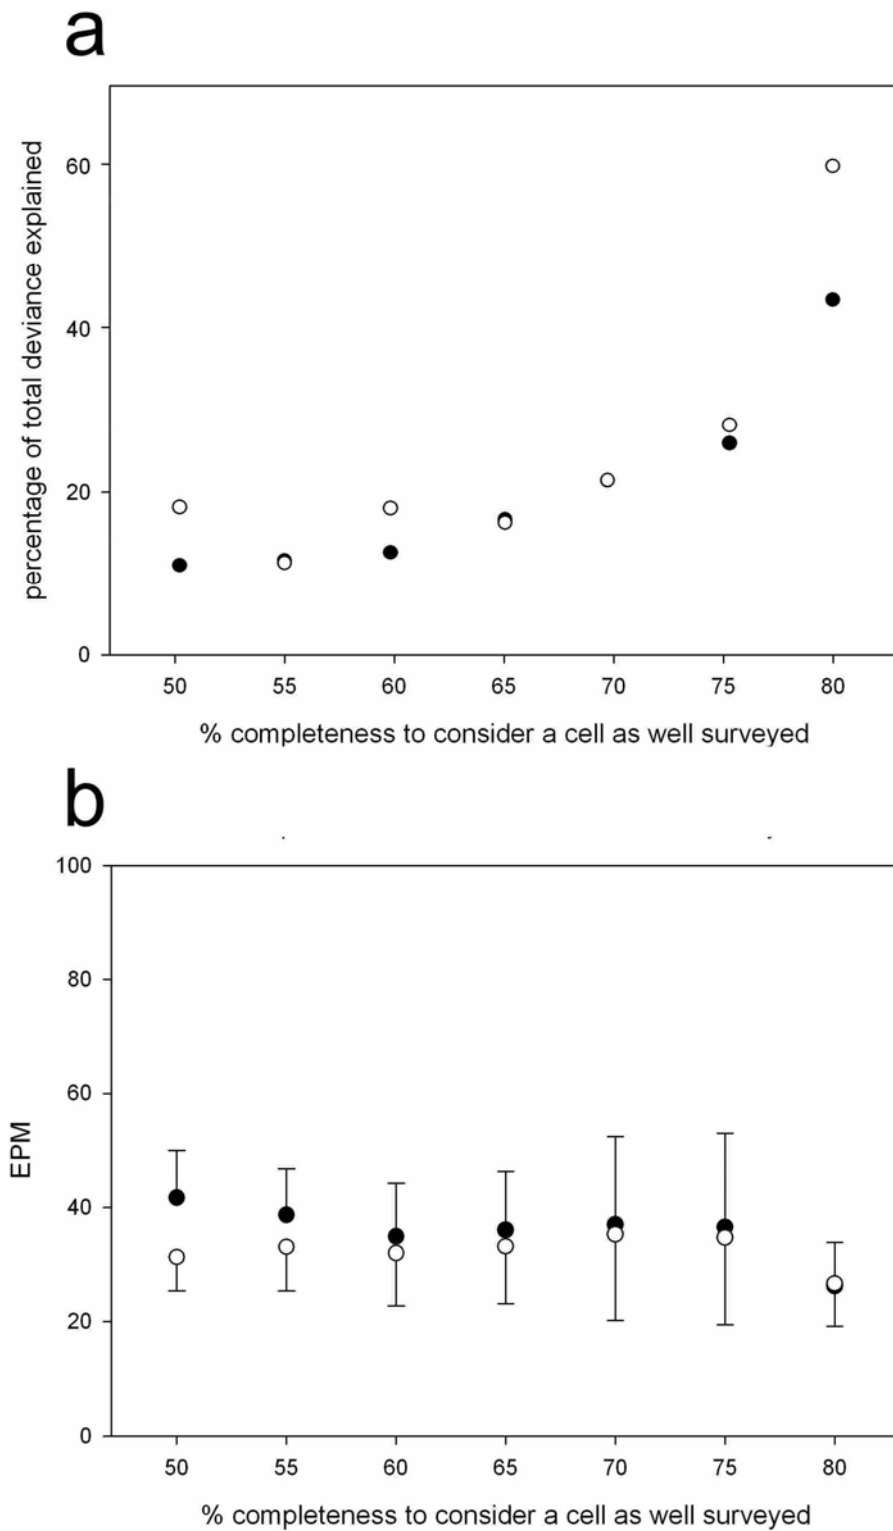 a
percentage of total deviance explained
60
40
20
0
50 55 60 65 70 75 80
% completeness to consider a cell as well surveyed
b
EPM
100
80
60
40
20
0
50 55 60 65 70 75 80
% completeness to consider a cell as well surveyed